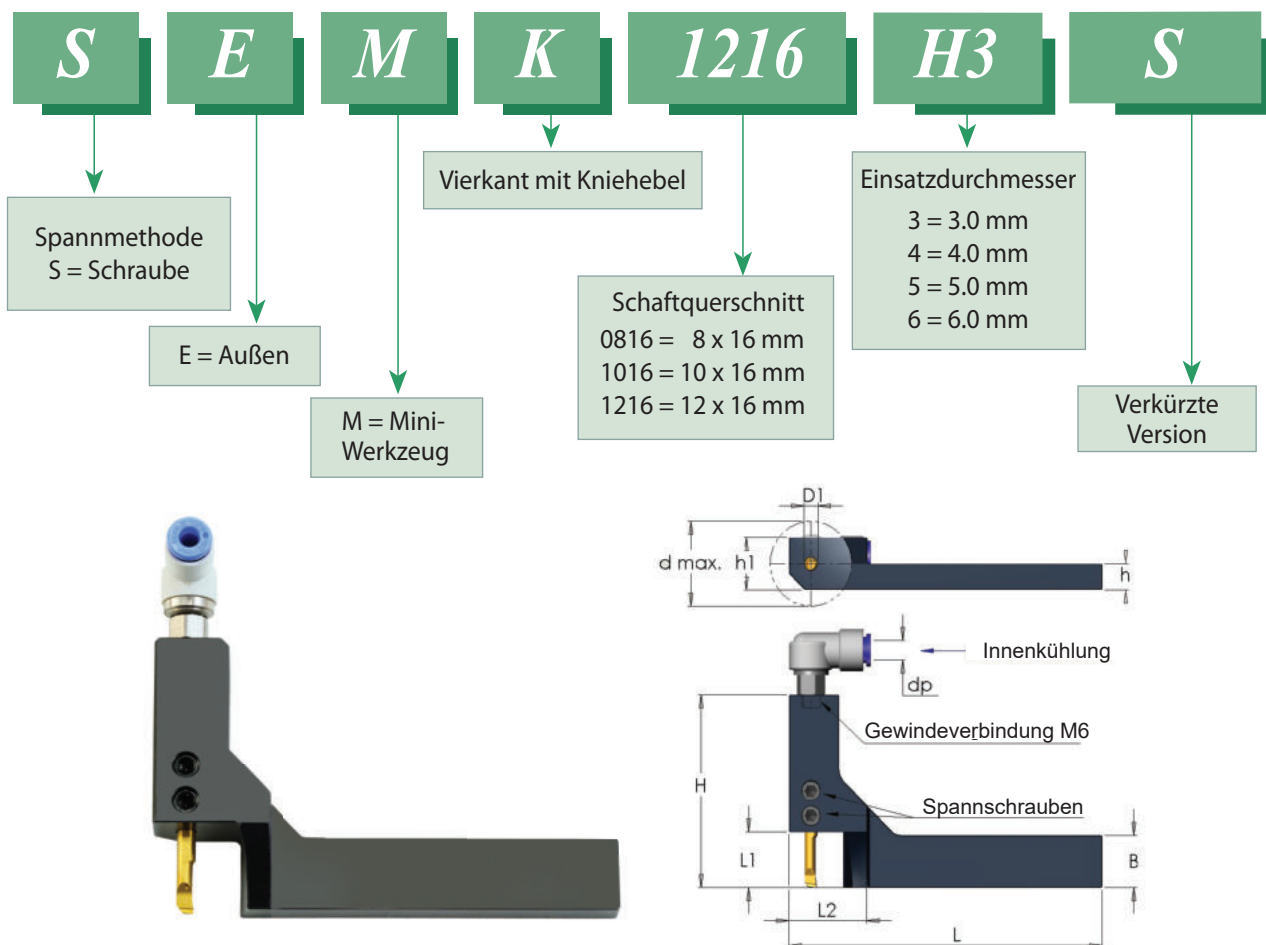 S E M K 1216 H3 S
Spannmethode
S = Schraube
E = Außen
M = Mini-
Werkzeug
Vierkant mit Kniehebel
Schaftquerschnitt
0816 = 8 x 16 mm
1016 = 10 x 16 mm
1216 = 12 x 16 mm
Einsatzdurchmesser
3 = 3.0 mm
4 = 4.0 mm
5 = 5.0 mm
6 = 6.0 mm
Verkürzte
Version
D1
d max. h1
h
Innenkühlung
dp
Gewindeverbindung M6
H
Spannschrauben
L1
B
L2
L